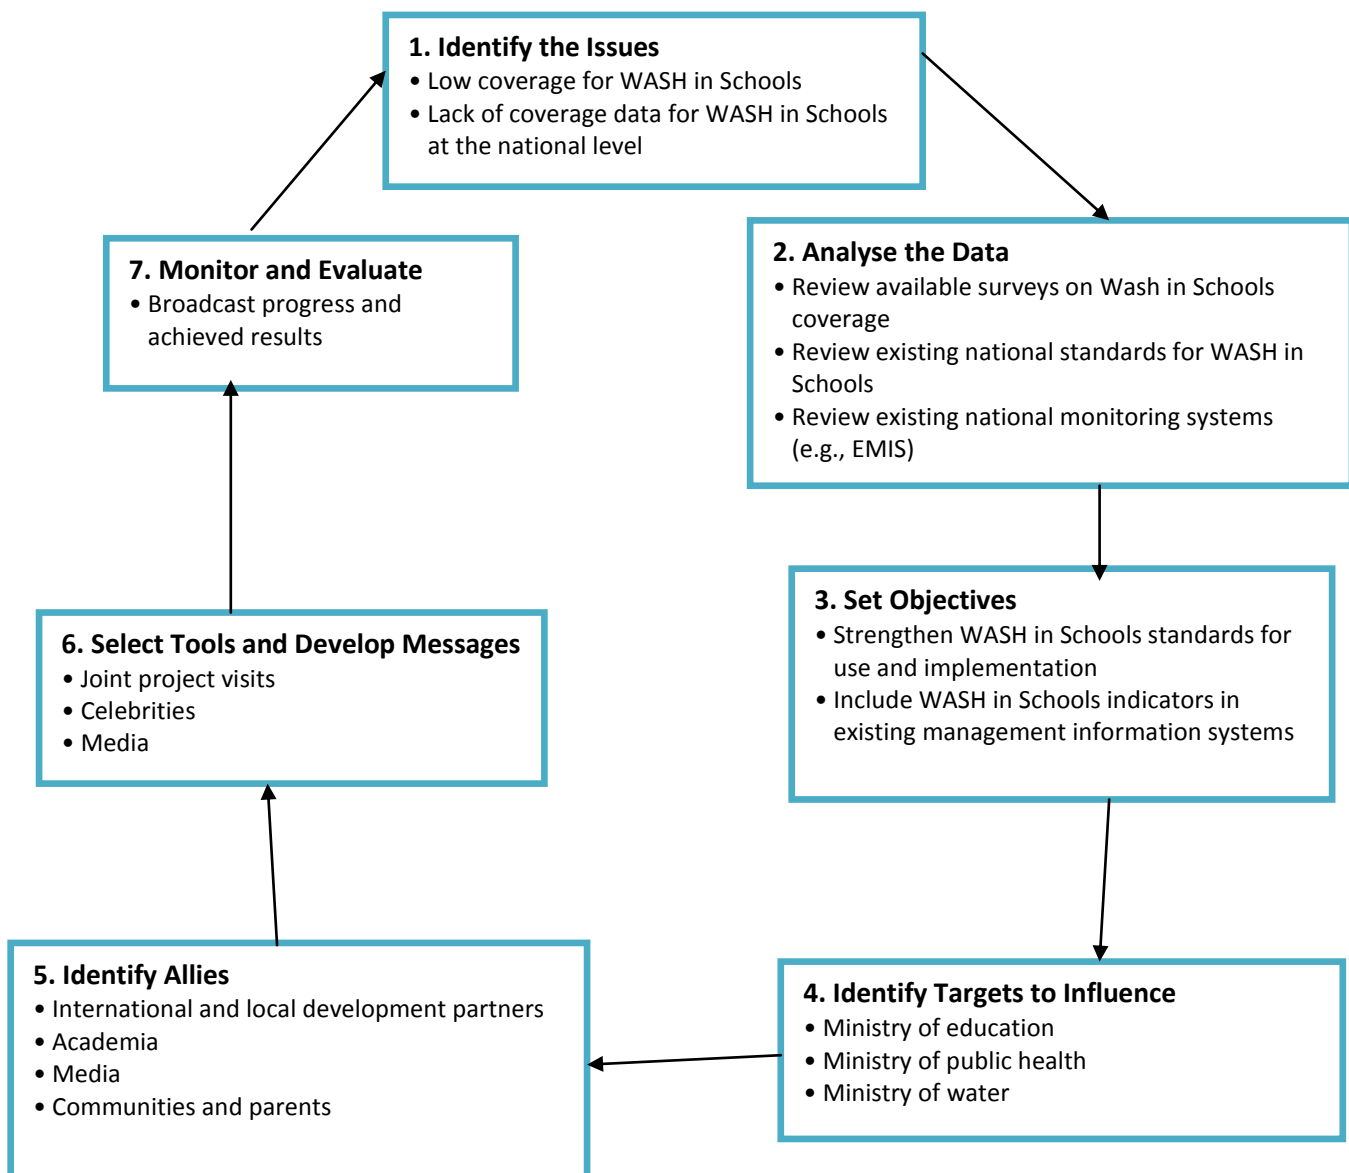 1. Identify the Issues
• Low coverage for WASH in Schools
• Lack of coverage data for WASH in Schools
at the national level
2. Analyse the Data
• Review available surveys on Wash in Schools
coverage
• Review existing national standards for WASH in
Schools
• Review existing national monitoring systems
(e.g., EMIS)
3. Set Objectives
• Strengthen WASH in Schools standards for
use and implementation
• Include WASH in Schools indicators in
existing management information systems
4. Identify Targets to Influence
• Ministry of education
• Ministry of public health
• Ministry of water
5. Identify Allies
• International and local development partners
• Academia
• Media
• Communities and parents
6. Select Tools and Develop Messages
• Joint project visits
• Celebrities
• Media
7. Monitor and Evaluate
• Broadcast progress and
achieved results